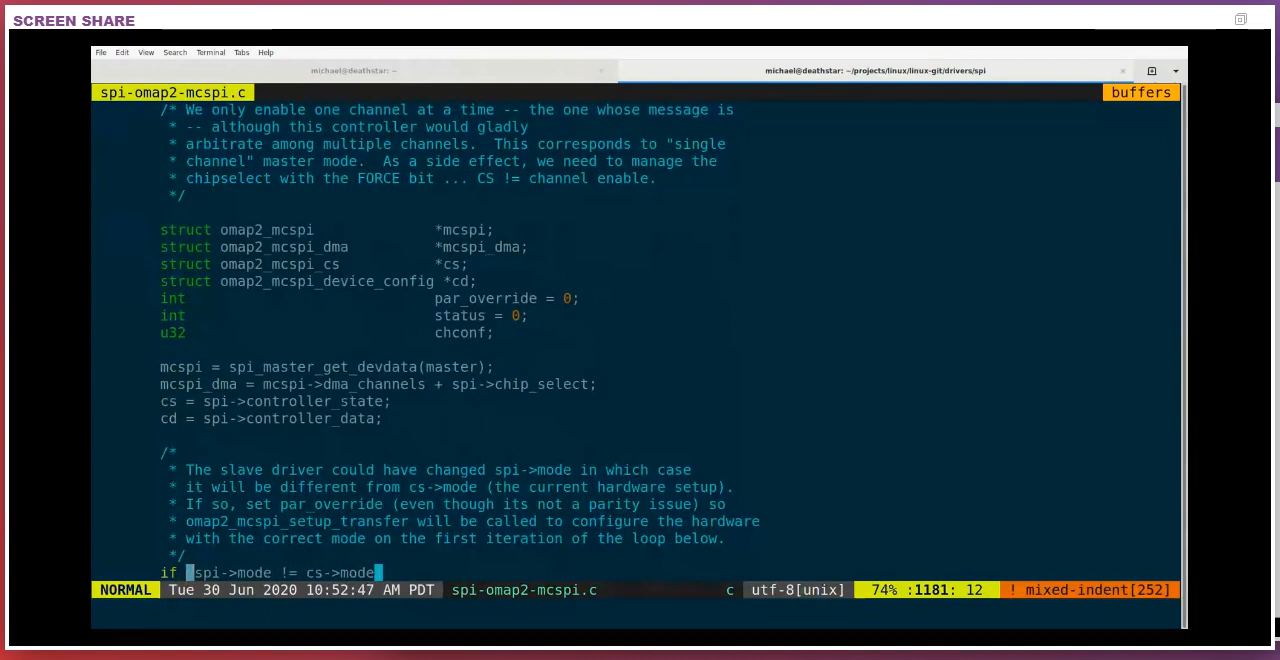 SCREEN SHARE
File Edit View Search Terminal Tabs Help
michael@deathstar: ~ × michael@deathstar: ~/projects/linux/linux-git/drivers/spi ×
spi-omap2-mcspi.c buffers
/* We only enable one channel at a time -- the one whose message is
* -- although this controller would gladly
* arbitrate among multiple channels.  This corresponds to "single
* channel" master mode.  As a side effect, we need to manage the
* chipselect with the FORCE bit ... CS != channel enable.
*/
struct omap2_mcspi *mcspi;
struct omap2_mcspi_dma *mcspi_dma;
struct omap2_mcspi_cs *cs;
struct omap2_mcspi_device_config *cd;
int par_override = 0;
int status = 0;
u32 chconf;
mcspi = spi_master_get_devdata(master);
mcspi_dma = mcspi->dma_channels + spi->chip_select;
cs = spi->controller_state;
cd = spi->controller_data;
/*
* The slave driver could have changed spi->mode in which case
* it will be different from cs->mode (the current hardware setup).
* If so, set par_override (even though its not a parity issue) so
* omap2_mcspi_setup_transfer will be called to configure the hardware
* with the correct mode on the first iteration of the loop below.
*/
if (spi->mode != cs->mode)
NORMAL Tue 30 Jun 2020 10:52:47 AM PDT spi-omap2-mcspi.c c utf-8[unix] 74% :1181: 12 ! mixed-indent[252]